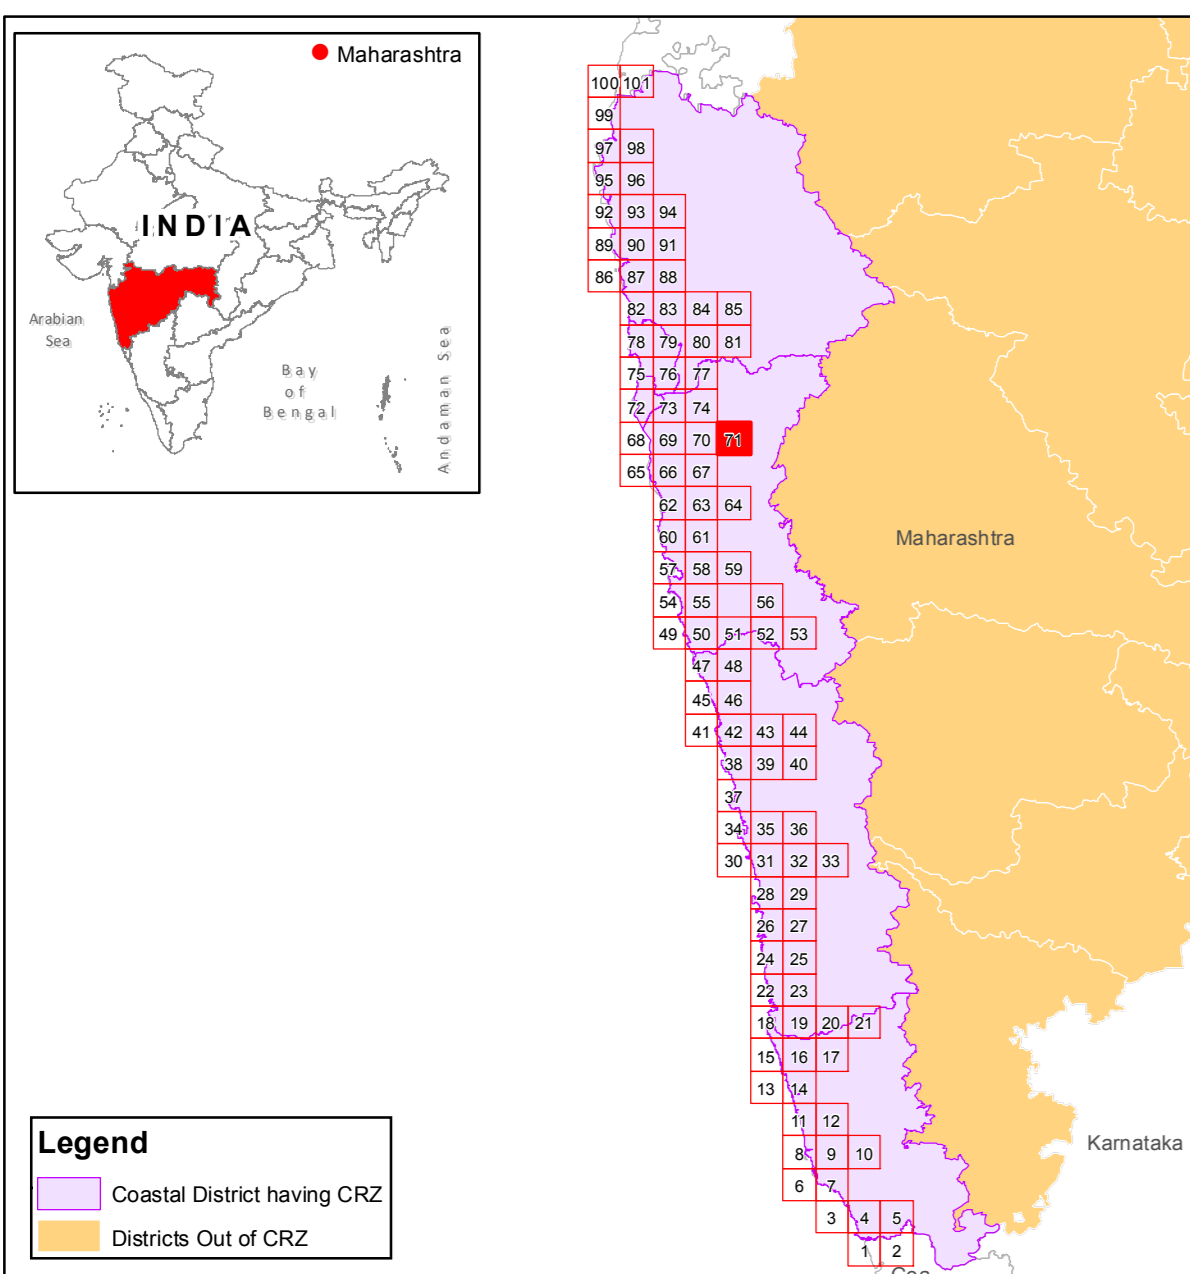 Maharashtra
INDIA
Arabian
Sea
Bay
of
Bengal
Andaman Sea
100 101
99
97 98
95 96
92 93 94
89 90 91
86 87 88
82 83 84 85
78 79 80 81
75 76 77
72 73 74
68 69 70 71
65 66 67
62 63 64
60 61
Maharashtra
57 58 59
54 55 56
49 50 51 52 53
47 48
45 46
41 42 43 44
38 39 40
37
34 35 36
30 31 32 33
28 29
26 27
24 25
22 23
18 19 20 21
15 16 17
13 14
11 12
8 9 10
Karnataka
6 7
3 4 5
1 2
Goa
Legend
Coastal District having CRZ
Districts Out of CRZ